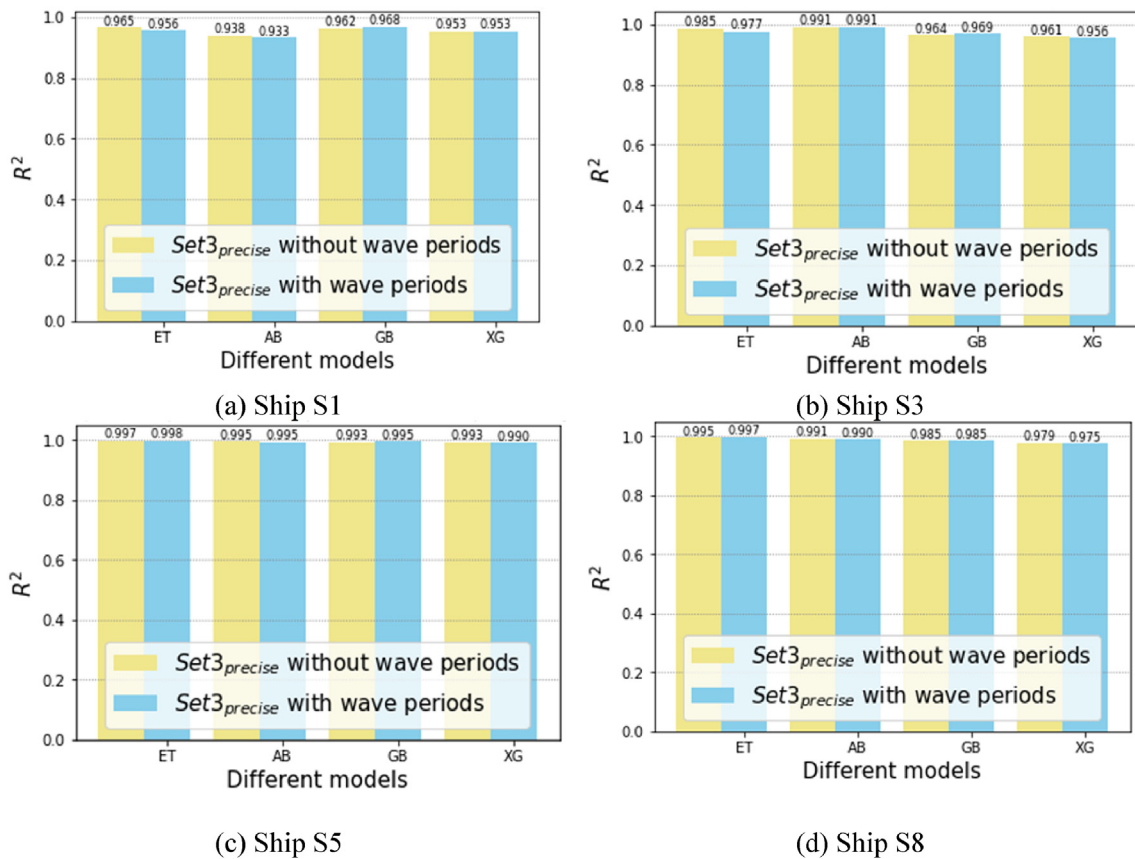 0.965 0.956 0.938 0.933 0.962 0.968 0.953 0.953
1.0
0.8
0.6
0.4
0.2
0.0
R²
Set3precise without wave periods
Set3precise with wave periods
ET AB GB XG
Different models
(a) Ship S1
0.985 0.977 0.991 0.991 0.964 0.969 0.961 0.956
1.0
0.8
0.6
0.4
0.2
0.0
R²
Set3precise without wave periods
Set3precise with wave periods
ET AB GB XG
Different models
(b) Ship S3
0.997 0.998 0.995 0.995 0.993 0.995 0.993 0.990
1.0
0.8
0.6
0.4
0.2
0.0
R²
Set3precise without wave periods
Set3precise with wave periods
ET AB GB XG
Different models
(c) Ship S5
0.995 0.997 0.991 0.990 0.985 0.985 0.979 0.975
1.0
0.8
0.6
0.4
0.2
0.0
R²
Set3precise without wave periods
Set3precise with wave periods
ET AB GB XG
Different models
(d) Ship S8